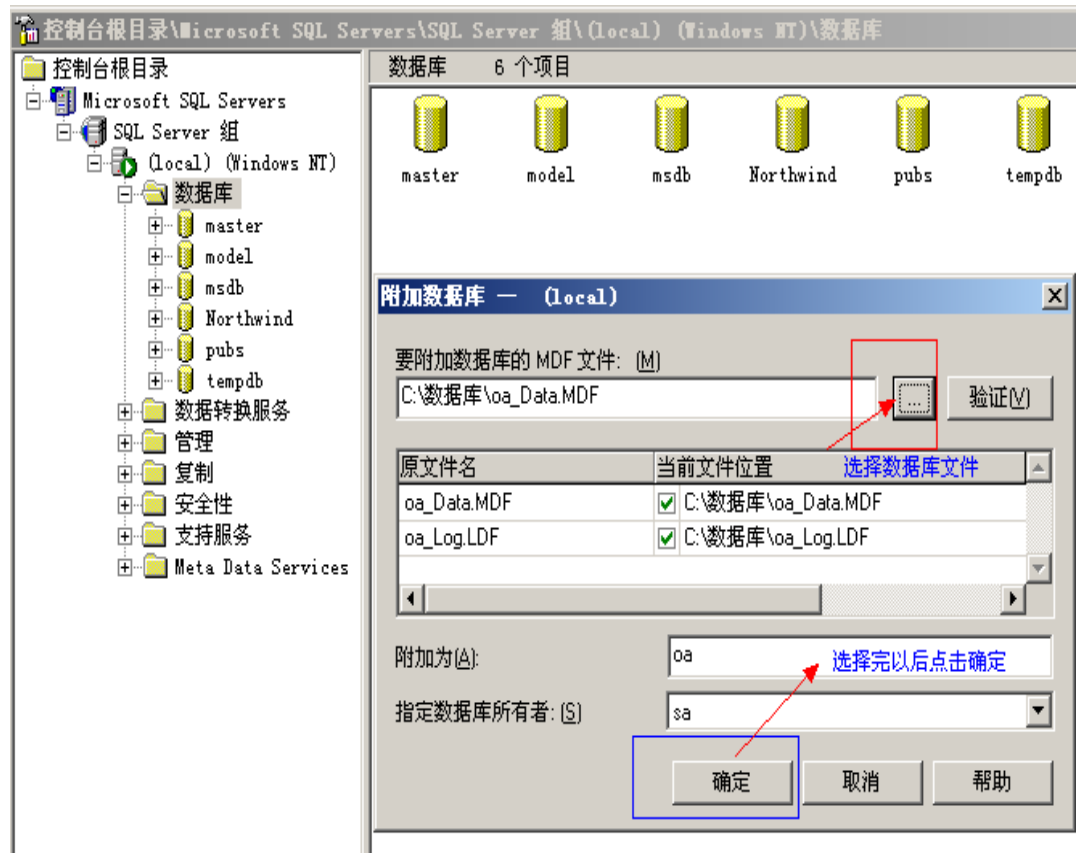 控制台根目录\Microsoft SQL Servers\SQL Server 组\(local) (Windows NT)\数据库
控制台根目录
Microsoft SQL Servers
SQL Server 组
(local) (Windows NT)
数据库
master
model
msdb
Northwind
pubs
tempdb
数据转换服务
管理
复制
安全性
支持服务
Meta Data Services
数据库 6 个项目
master model msdb Northwind pubs tempdb
附加数据库 — (local)
要附加数据库的 MDF 文件: (M)
C:\数据库\oa_Data.MDF ... 验证(V)
原文件名 当前文件位置 选择数据库文件
oa_Data.MDF C:\数据库\oa_Data.MDF
oa_Log.LDF C:\数据库\oa_Log.LDF
附加为(A): oa 选择完以后点击确定
指定数据库所有者: (S) sa
确定 取消 帮助